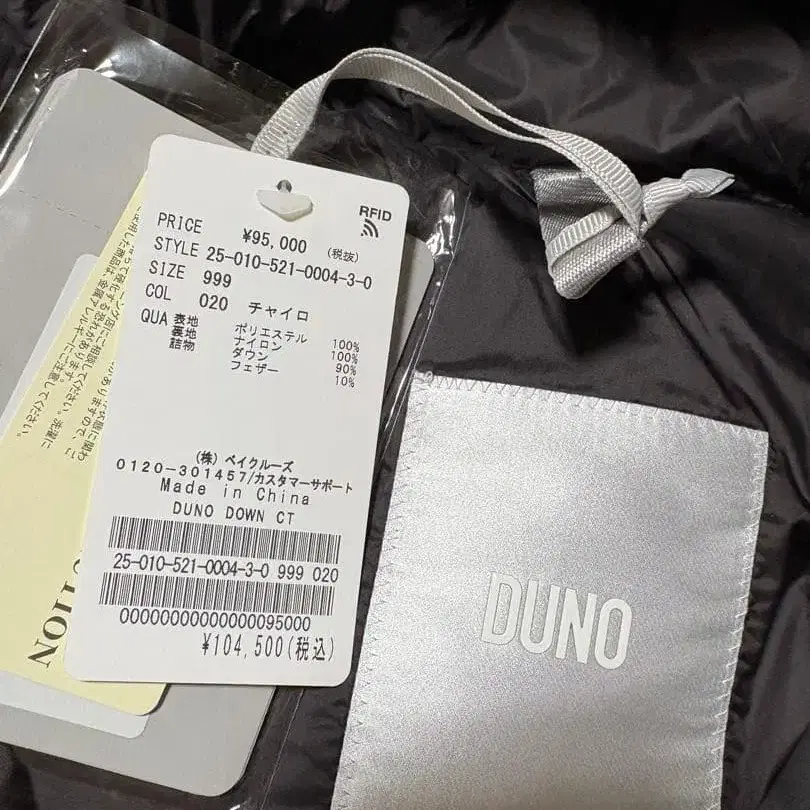 PRICE ¥95,000 (税抜)
RFID
STYLE 25-010-521-0004-3-0
SIZE 999
COL 020 チャイロ
QUA 表地 ポリエステル 100%
裏地 ナイロン 100%
詰物 ダウン 90%
フェザー 10%
(株)ベイクルーズ
0120-301457/カスタマーサポート
Made in China
DUNO DOWN CT
25-010-521-0004-3-0 999 020
00000000000000095000
¥104,500(税込)
DUNO